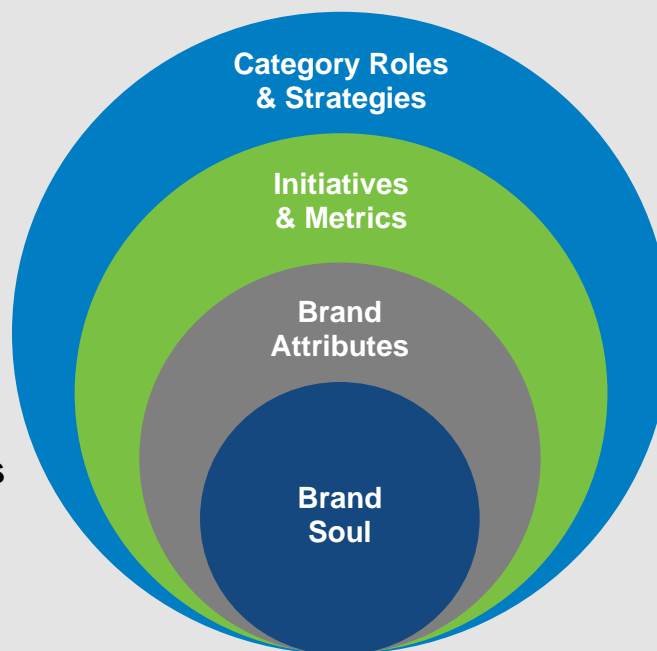 Category Roles
& Strategies
Initiatives
& Metrics
Brand
Attributes
s
Brand
Soul